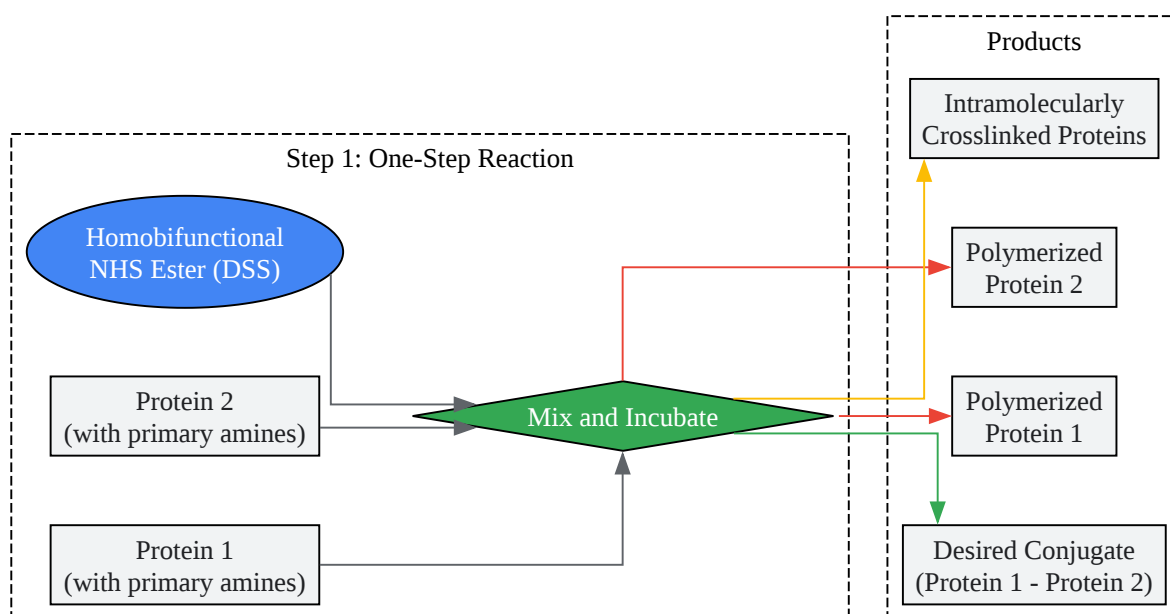 Step 1: One-Step Reaction
Homobifunctional
NHS Ester (DSS)
Protein 2
(with primary amines)
Protein 1
(with primary amines)
Mix and Incubate
Products
Intramolecularly
Crosslinked Proteins
Polymerized
Protein 2
Polymerized
Protein 1
Desired Conjugate
(Protein 1 - Protein 2)